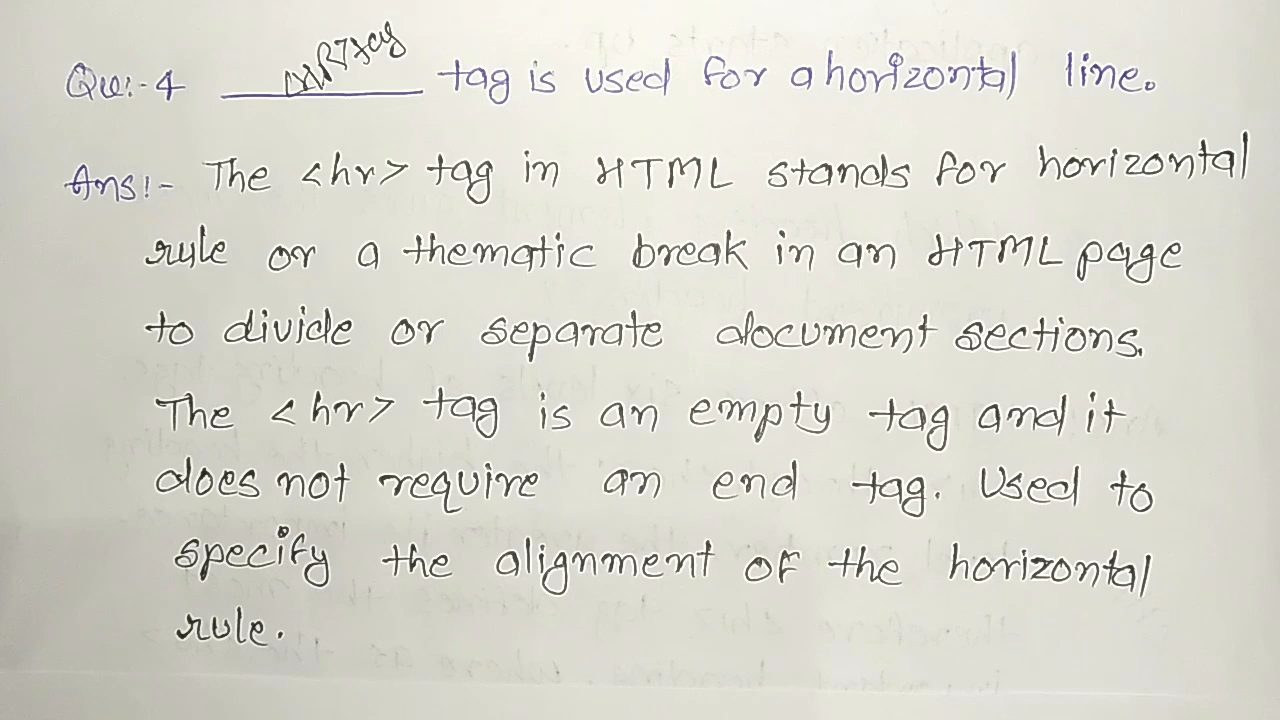 Que:-4 <HR> tag tag is used for a horizontal line.
Ans:- The <hr> tag in HTML stands for horizontal
rule or a thematic break in an HTML page
to divide or separate document sections.
The <hr> tag is an empty tag and it
does not require an end tag. Used to
specify the alignment of the horizontal
rule.